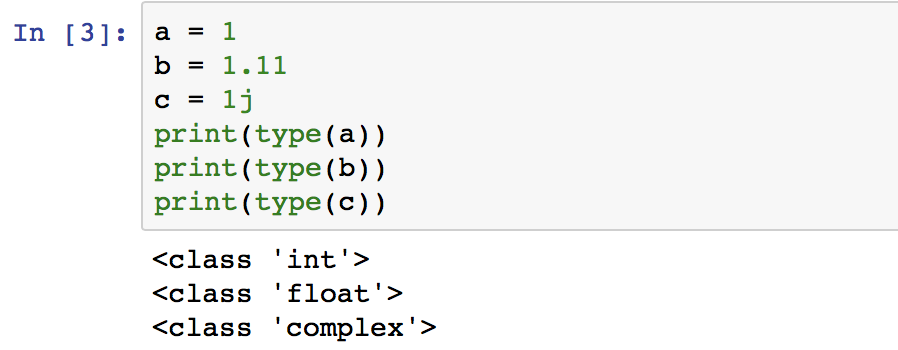 In [3]: a = 1
b = 1.11
c = 1j
print(type(a))
print(type(b))
print(type(c))
<class 'int'>
<class 'float'>
<class 'complex'>